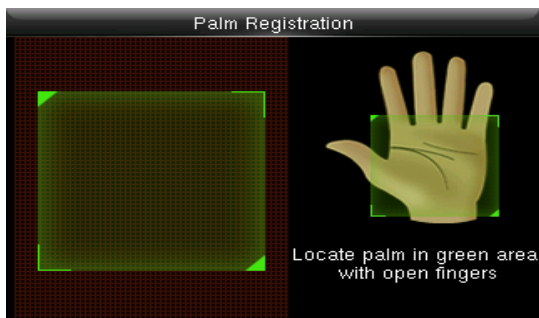 Palm Registration
Locate palm in green area
with open fingers